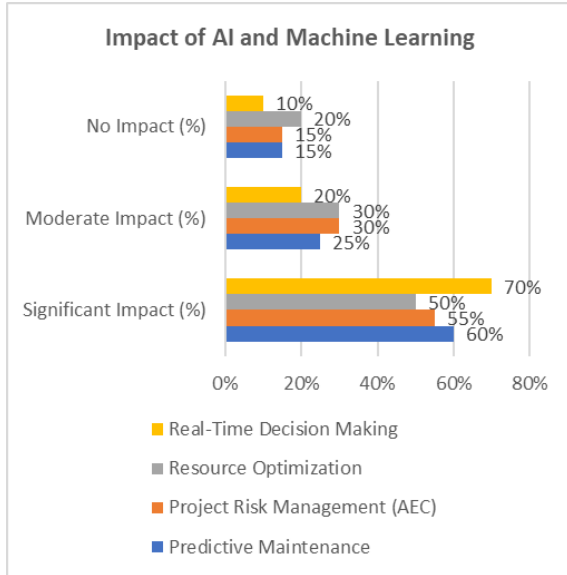 Impact of AI and Machine Learning
10%
No Impact (%)
20%
15%
15%
20%
Moderate Impact (%)
30%
30%
25%
70%
Significant Impact (%)
50%
55%
60%
0% 20% 40% 60% 80%
Real-Time Decision Making
Resource Optimization
Project Risk Management (AEC)
Predictive Maintenance